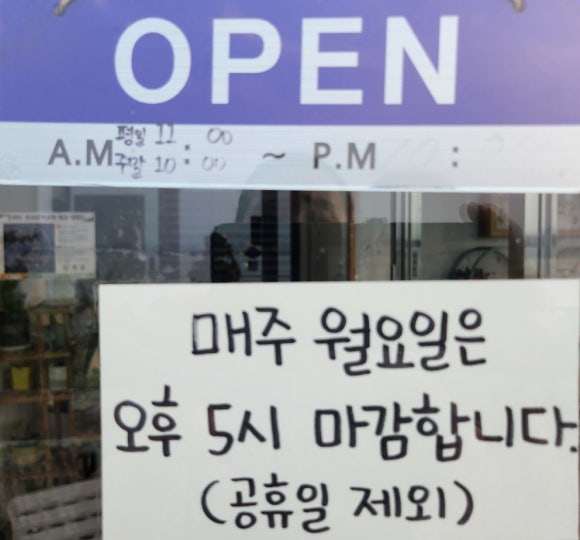 OPEN
평일 11 00
A.M 주말 10 : 00 ~ P.M :
매주 월요일은
오후 5시 마감합니다.
(공휴일 제외)